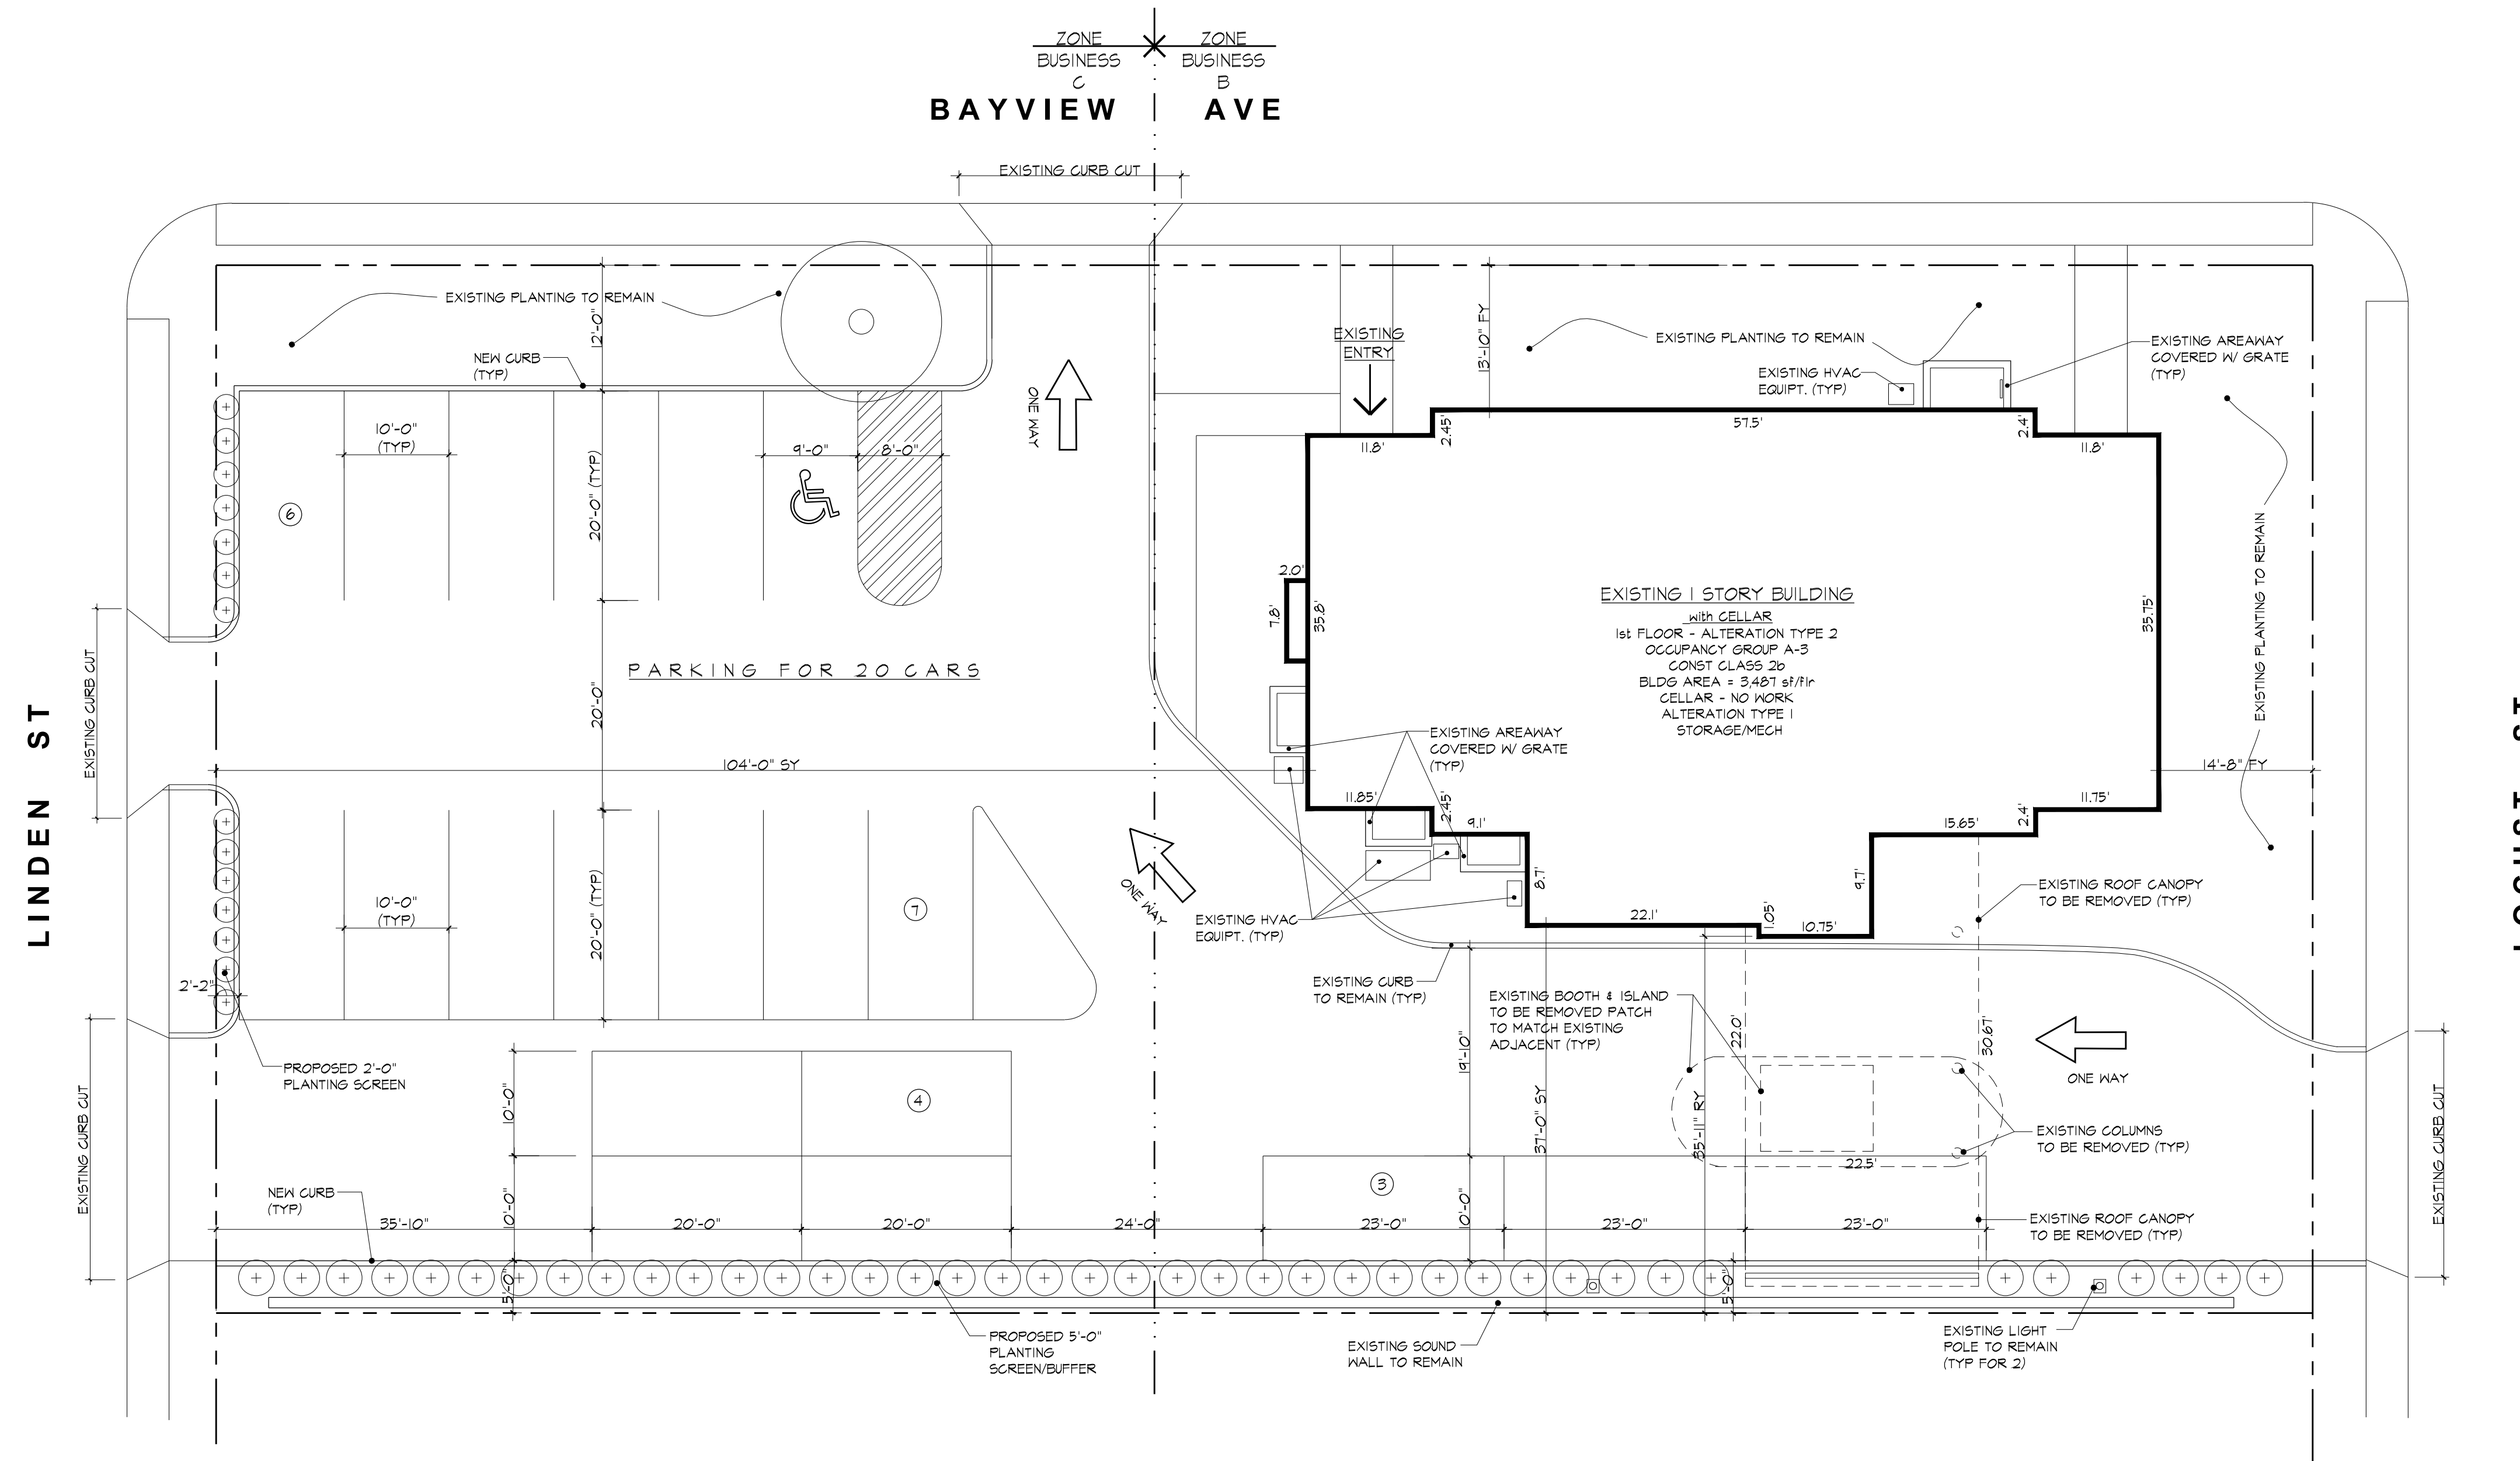 ZONE
BUSINESS
C
ZONE
BUSINESS
B
BAYVIEW AVE
EXISTING CURB CUT
EXISTING PLANTING TO REMAIN
12'-0"
NEW CURB
(TYP)
ONE WAY
EXISTING
ENTRY
13'-10" FY
EXISTING PLANTING TO REMAIN
EXISTING HVAC
EQUIPT. (TYP)
EXISTING AREAWAY
COVERED W/ GRATE
(TYP)
10'-0"
(TYP)
20'-0" (TYP)
9'-0"
8'-0"
6
11.8'
2.45'
57.5'
2.4'
11.8'
2.0'
7.8'
35.8'
35.75'
EXISTING PLANTING TO REMAIN
EXISTING 1 STORY BUILDING
with CELLAR
1st FLOOR - ALTERATION TYPE 2
OCCUPANCY GROUP A-3
CONST CLASS 2b
BLDG AREA = 3,487 sf/flr
CELLAR - NO WORK
ALTERATION TYPE 1
STORAGE/MECH
PARKING FOR 20 CARS
EXISTING CURB CUT
LINDEN ST
20'-0"
104'-0" SY
EXISTING AREAWAY
COVERED W/ GRATE
(TYP)
14'-8" FY
11.85'
2.45'
9.1'
8.7'
22.1'
1.05'
10.75'
9.7'
15.65'
2.4'
11.75'
10'-0"
(TYP)
20'-0" (TYP)
7
ONE WAY
EXISTING HVAC
EQUIPT. (TYP)
EXISTING ROOF CANOPY
TO BE REMOVED (TYP)
EXISTING CURB
TO REMAIN (TYP)
EXISTING BOOTH & ISLAND
TO BE REMOVED PATCH
TO MATCH EXISTING
ADJACENT (TYP)
2'-2"
PROPOSED 2'-0"
PLANTING SCREEN
EXISTING CURB CUT
10'-0"
4
19'-10"
37'-0" SY
35'-11" RY
22.0'
30.67'
22.5'
ONE WAY
EXISTING COLUMNS
TO BE REMOVED (TYP)
EXISTING CURB CUT
NEW CURB
(TYP)
3
10'-0"
10'-0"
35'-10"
20'-0"
20'-0"
24'-0"
23'-0"
23'-0"
23'-0"
EXISTING ROOF CANOPY
TO BE REMOVED (TYP)
5'-0"
5'-0"
PROPOSED 5'-0"
PLANTING
SCREEN/BUFFER
EXISTING SOUND
WALL TO REMAIN
EXISTING LIGHT
POLE TO REMAIN
(TYP FOR 2)